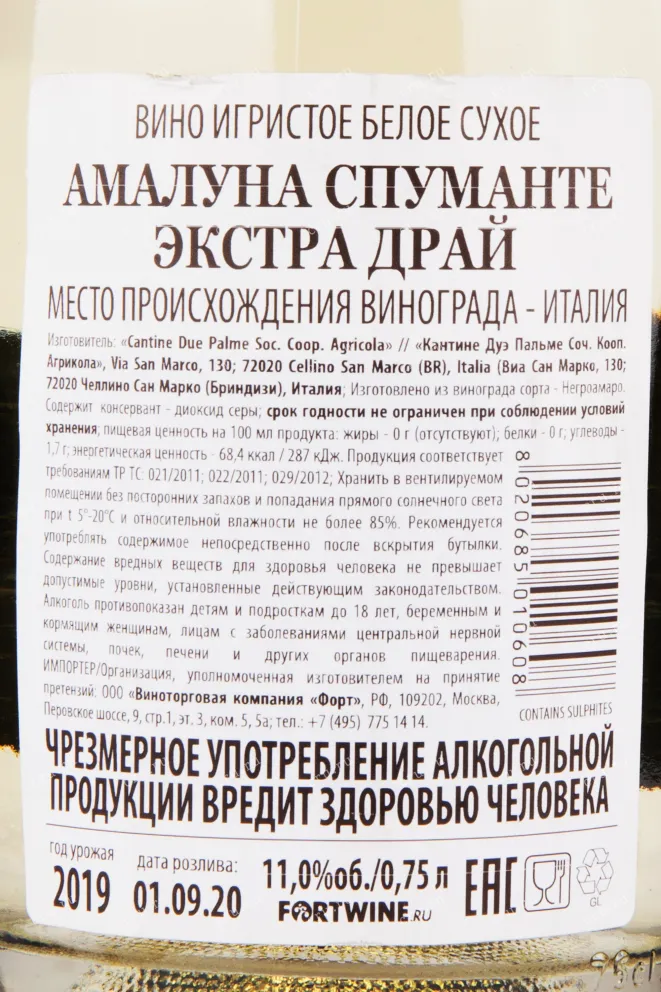 ВИНО ИГРИСТОЕ БЕЛОЕ СУХОЕ
АМАЛУНА СПУМАНТЕ
ЭКСТРА ДРАЙ
МЕСТО ПРОИСХОЖДЕНИЯ ВИНОГРАДА - ИТАЛИЯ
Изготовитель: «Cantine Due Palme Soc. Coop. Agricola» // «Кантине Дуэ Пальме Соч. Кооп.
Агрикола», Via San Marco, 130; 72020 Cellino San Marco (BR), Italia (Виа Сан Марко, 130;
72020 Челлино Сан Марко (Бриндизи), Италия; Изготовлено из винограда сорта - Негроамаро.
Содержит консервант - диоксид серы; срок годности не ограничен при соблюдении условий
хранения; пищевая ценность на 100 мл продукта: жиры - 0 г (отсутствуют); белки - 0 г; углеводы -
1,7 г; энергетическая ценность - 68,4 ккал / 287 кДж. Продукция соответствует
требованиям ТР ТС: 021/2011; 022/2011; 029/2012; Хранить в вентилируемом
помещении без посторонних запахов и попадания прямого солнечного света
при t 5°-20°С и относительной влажности не более 85%. Рекомендуется
употреблять содержимое непосредственно после вскрытия бутылки.
Содержание вредных веществ для здоровья человека не превышает
допустимые уровни, установленные действующим законодательством.
Алкоголь противопоказан детям и подросткам до 18 лет, беременным и
кормящим женщинам, лицам с заболеваниями центральной нервной
системы, почек, печени и других органов пищеварения.
ИМПОРТЕР/Организация, уполномоченная изготовителем на принятие
претензий: ООО «Виноторговая компания «Форт», РФ, 109202, Москва,
Перовское шоссе, 9, стр.1, эт. 3, ком. 5, 5а; тел.: +7 (495) 775 14 14.
8 020685 010608
CONTAINS SULPHITES
ЧРЕЗМЕРНОЕ УПОТРЕБЛЕНИЕ АЛКОГОЛЬНОЙ
ПРОДУКЦИИ ВРЕДИТ ЗДОРОВЬЮ ЧЕЛОВЕКА
год урожая
2019
дата розлива:
01.09.20
11,0%об./0,75 л
FORTWINE.RU
ЕАС
GL